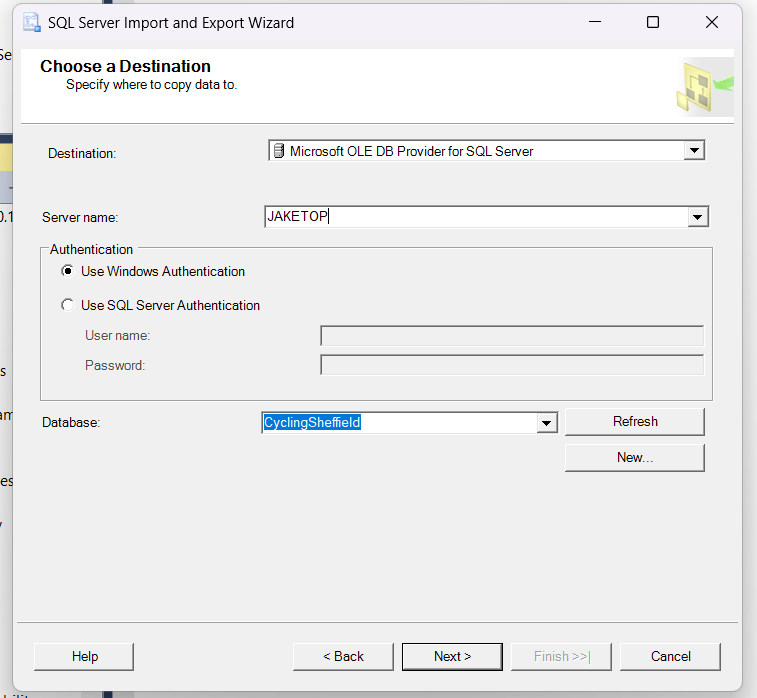 SQL Server Import and Export Wizard
Choose a Destination
Specify where to copy data to.
Destination:
Microsoft OLE DB Provider for SQL Server
Server name:
JAKETOP
Authentication
Use Windows Authentication
Use SQL Server Authentication
User name:
Password:
Database:
CyclingSheffield
Refresh
New...
Help
< Back
Next >
Finish >>|
Cancel